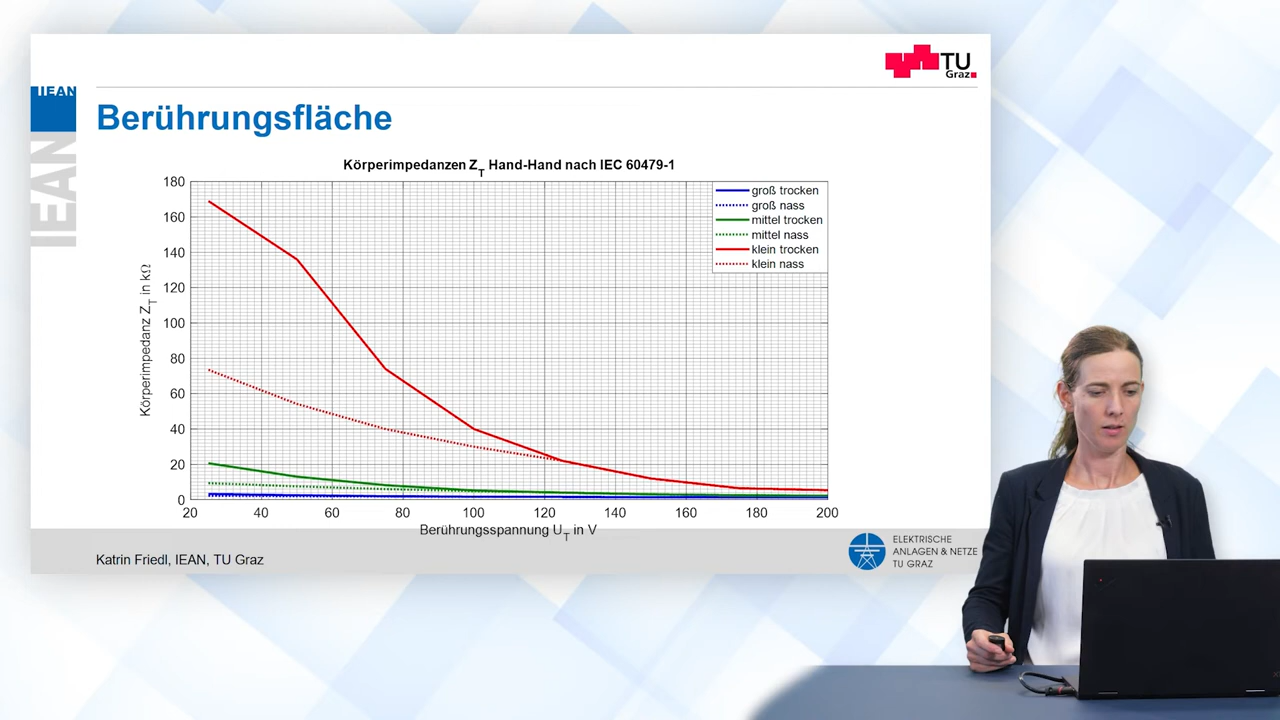 TU
Graz
IEAN
IEAN
Berührungsfläche
Körperimpedanzen Z_T Hand-Hand nach IEC 60479-1
180
160
140
120
100
80
60
40
20
0
Körperimpedanz Z_T in kΩ
groß trocken
groß nass
mittel trocken
mittel nass
klein trocken
klein nass
20 40 60 80 100 120 140 160 180 200
Berührungsspannung U_T in V
Katrin Friedl, IEAN, TU Graz
ELEKTRISCHE
ANLAGEN & NETZE
TU GRAZ